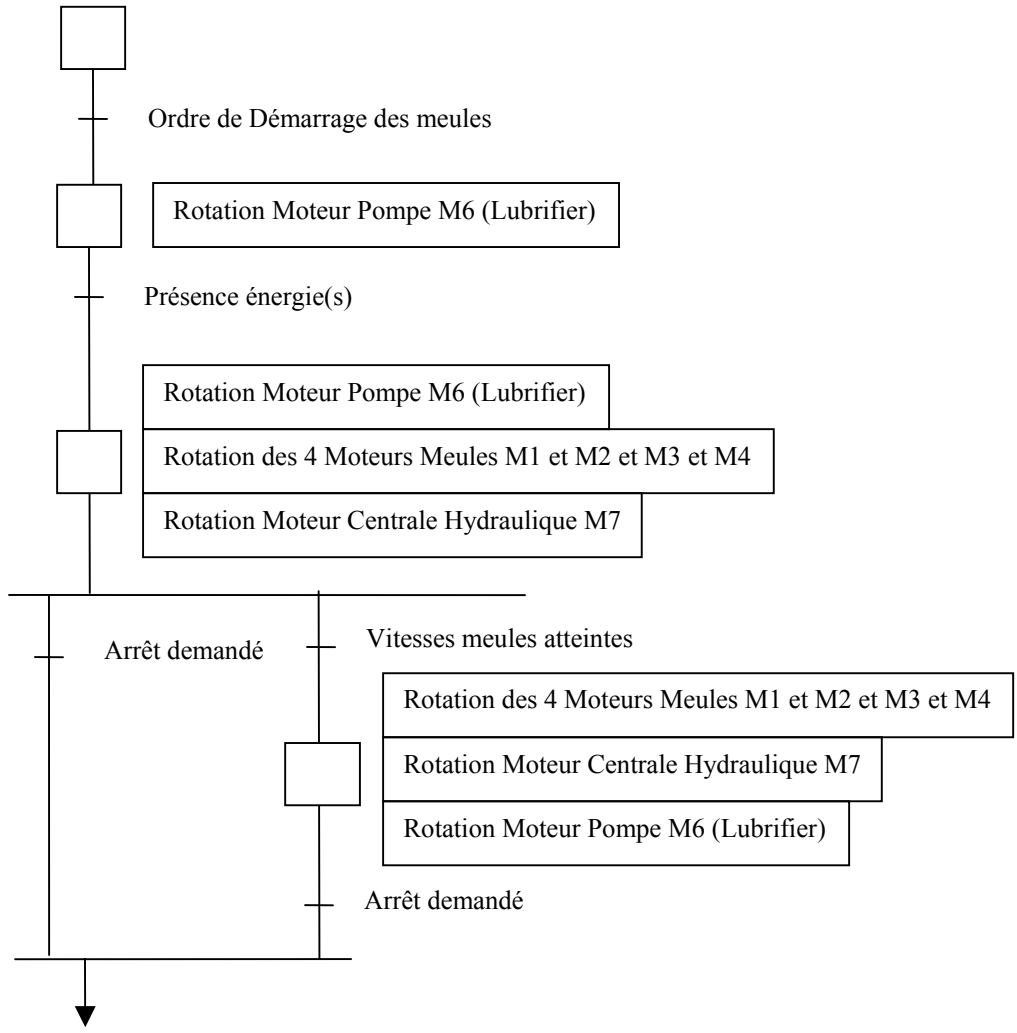 Ordre de Démarrage des meules
Rotation Moteur Pompe M6 (Lubrifier)
Présence énergie(s)
Rotation Moteur Pompe M6 (Lubrifier)
Rotation des 4 Moteurs Meules M1 et M2 et M3 et M4
Rotation Moteur Centrale Hydraulique M7
Arrêt demandé
Vitesses meules atteintes
Rotation des 4 Moteurs Meules M1 et M2 et M3 et M4
Rotation Moteur Centrale Hydraulique M7
Rotation Moteur Pompe M6 (Lubrifier)
Arrêt demandé